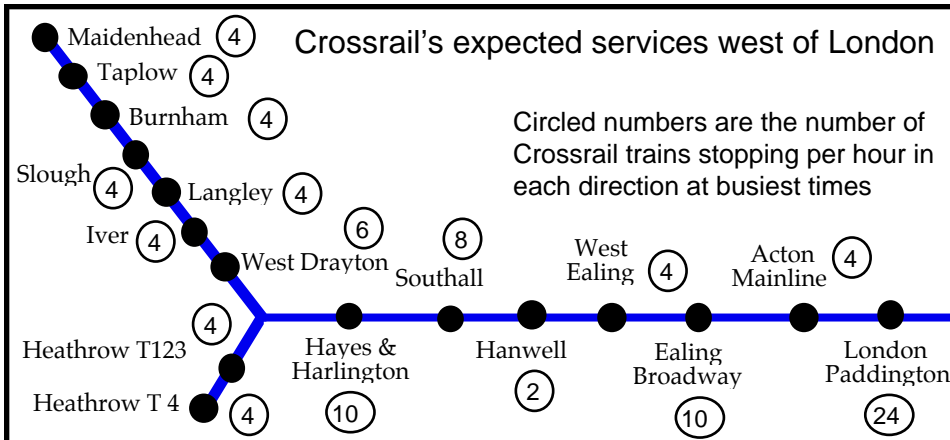 Crossrail's expected services west of London
Circled numbers are the number of
Crossrail trains stopping per hour in
each direction at busiest times
Maidenhead 4
Taplow 4
Burnham 4
Slough 4
Langley 4
Iver 4
West Drayton 6
Heathrow T123 4
Heathrow T 4 4
Hayes &
Harlington
10
Southall 8
Hanwell
2
West
Ealing 4
Ealing
Broadway
10
Acton
Mainline 4
London
Paddington
24